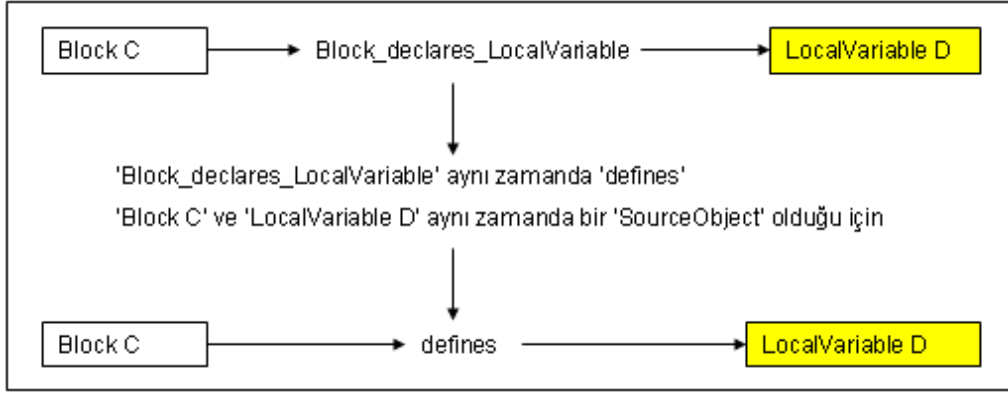 Block C Block_declares_LocalVariable LocalVariable D
'Block_declares_LocalVariable' aynı zamanda 'defines'
'Block C' ve 'LocalVariable D' aynı zamanda bir 'SourceObject' olduğu için
Block C defines LocalVariable D